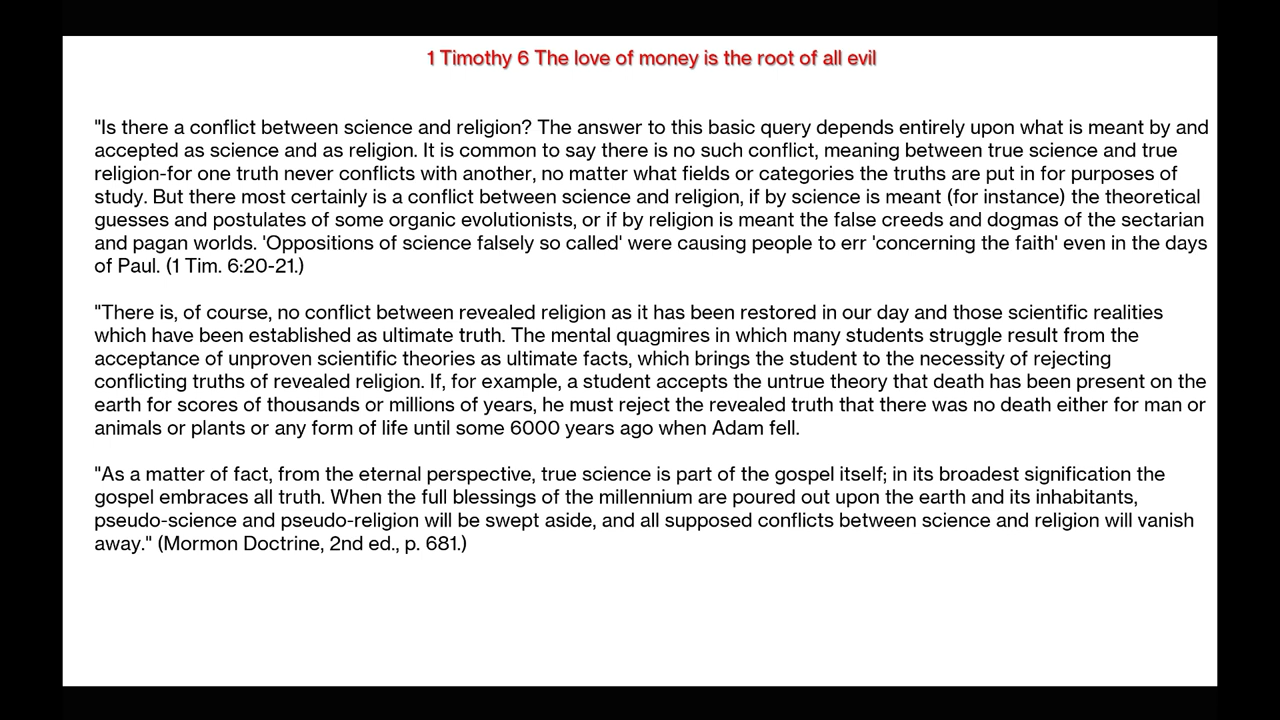 1 Timothy 6 The love of money is the root of all evil
"Is there a conflict between science and religion? The answer to this basic query depends entirely upon what is meant by and
accepted as science and as religion. It is common to say there is no such conflict, meaning between true science and true
religion-for one truth never conflicts with another, no matter what fields or categories the truths are put in for purposes of
study. But there most certainly is a conflict between science and religion, if by science is meant (for instance) the theoretical
guesses and postulates of some organic evolutionists, or if by religion is meant the false creeds and dogmas of the sectarian
and pagan worlds. 'Oppositions of science falsely so called' were causing people to err 'concerning the faith' even in the days
of Paul. (1 Tim. 6:20-21.)
"There is, of course, no conflict between revealed religion as it has been restored in our day and those scientific realities
which have been established as ultimate truth. The mental quagmires in which many students struggle result from the
acceptance of unproven scientific theories as ultimate facts, which brings the student to the necessity of rejecting
conflicting truths of revealed religion. If, for example, a student accepts the untrue theory that death has been present on the
earth for scores of thousands or millions of years, he must reject the revealed truth that there was no death either for man or
animals or plants or any form of life until some 6000 years ago when Adam fell.
"As a matter of fact, from the eternal perspective, true science is part of the gospel itself; in its broadest signification the
gospel embraces all truth. When the full blessings of the millennium are poured out upon the earth and its inhabitants,
pseudo-science and pseudo-religion will be swept aside, and all supposed conflicts between science and religion will vanish
away." (Mormon Doctrine, 2nd ed., p. 681.)